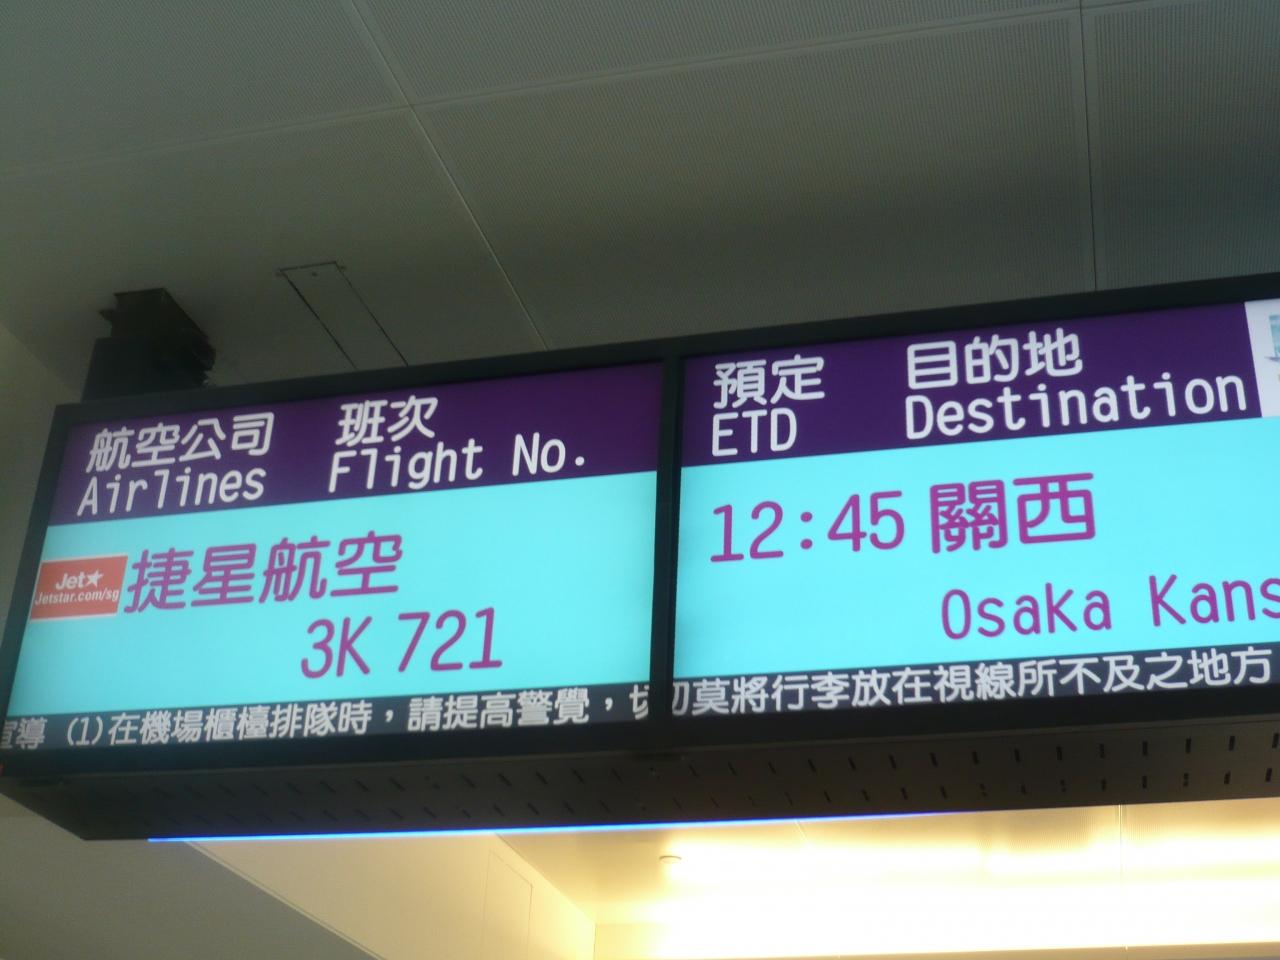 航空公司 班次
Airlines Flight No.
Jet★
Jetstar.com/sg
捷星航空
3K 721
預定 目的地
ETD Destination
12:45 關西
Osaka Kans
宣導 (1)在機場櫃檯排隊時，請提高警覺，切切莫將行李放在視線所不及之地方